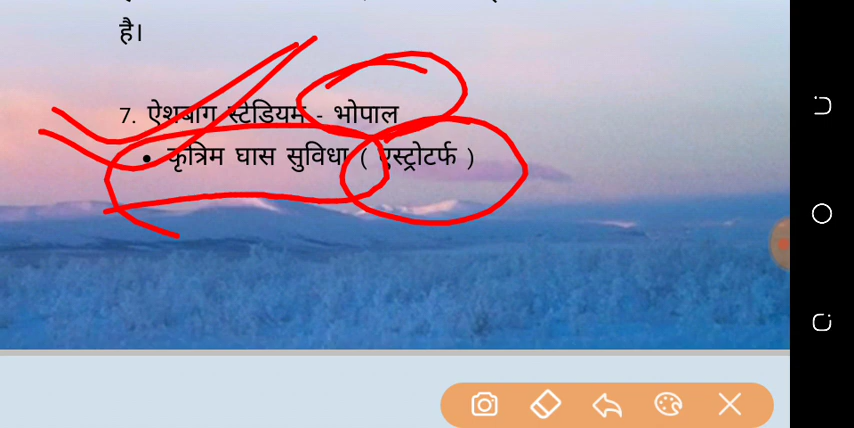 है।
7. ऐशबाग स्टेडियम - भोपाल
• कृत्रिम घास सुविधा ( एस्ट्रोटर्फ )